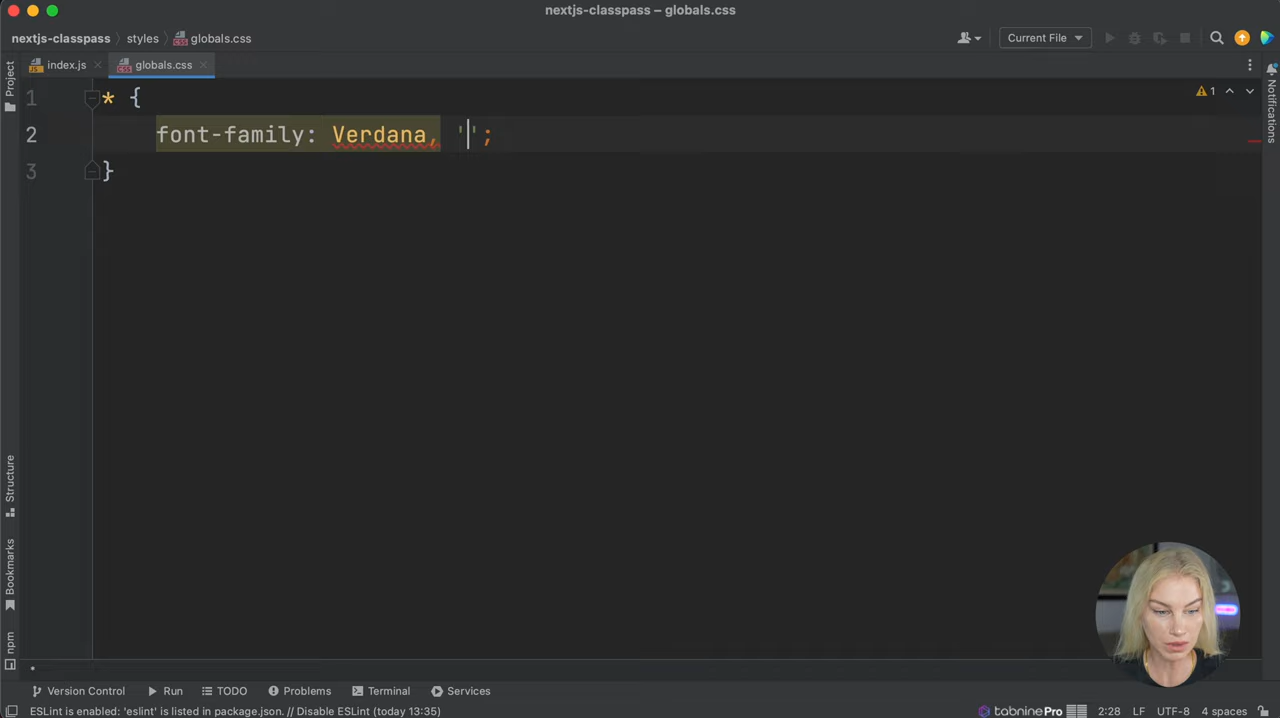 nextjs-classpass – globals.css
nextjs-classpass styles globals.css
Current File
index.js globals.css
Project
Notifications
1
1 * {
2 font-family: Verdana, '';
3 }
Structure
Bookmarks
npm
Version Control Run TODO Problems Terminal Services
ESLint is enabled: 'eslint' is listed in package.json. // Disable ESLint (today 13:35)
tabnine Pro 2:28 LF UTF-8 4 spaces